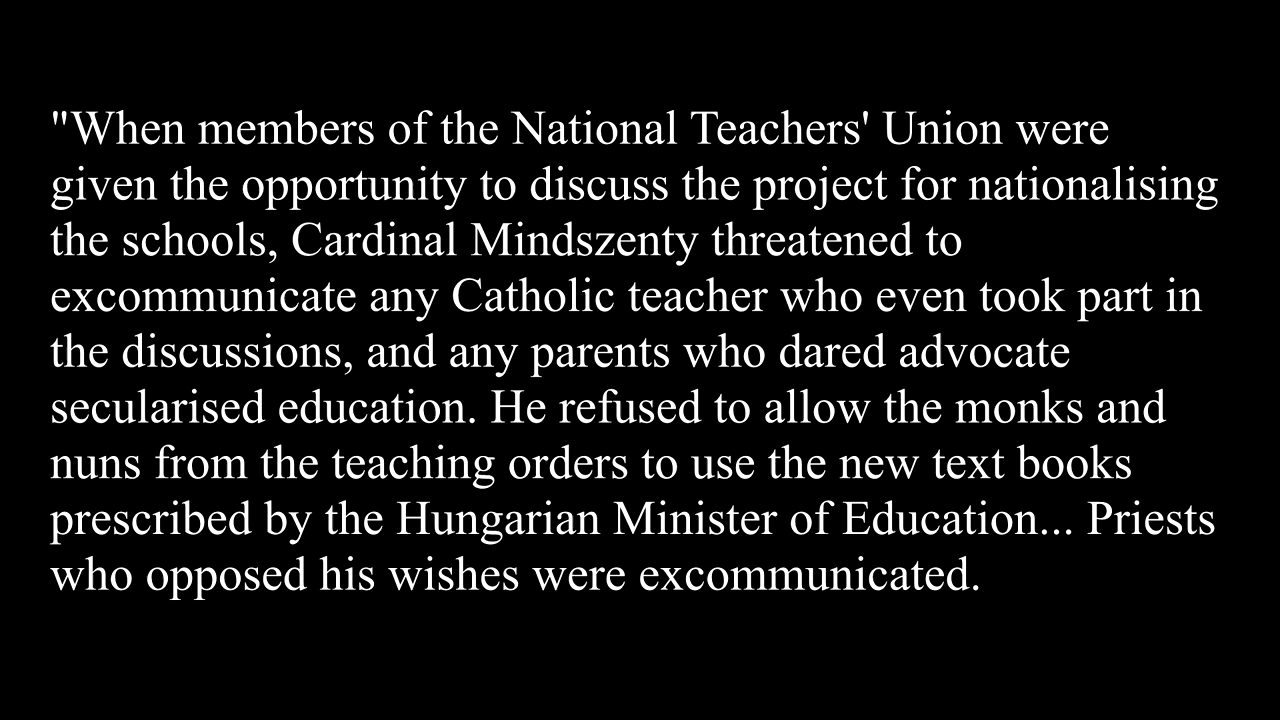 "When members of the National Teachers' Union were
given the opportunity to discuss the project for nationalising
the schools, Cardinal Mindszenty threatened to
excommunicate any Catholic teacher who even took part in
the discussions, and any parents who dared advocate
secularised education. He refused to allow the monks and
nuns from the teaching orders to use the new text books
prescribed by the Hungarian Minister of Education... Priests
who opposed his wishes were excommunicated.